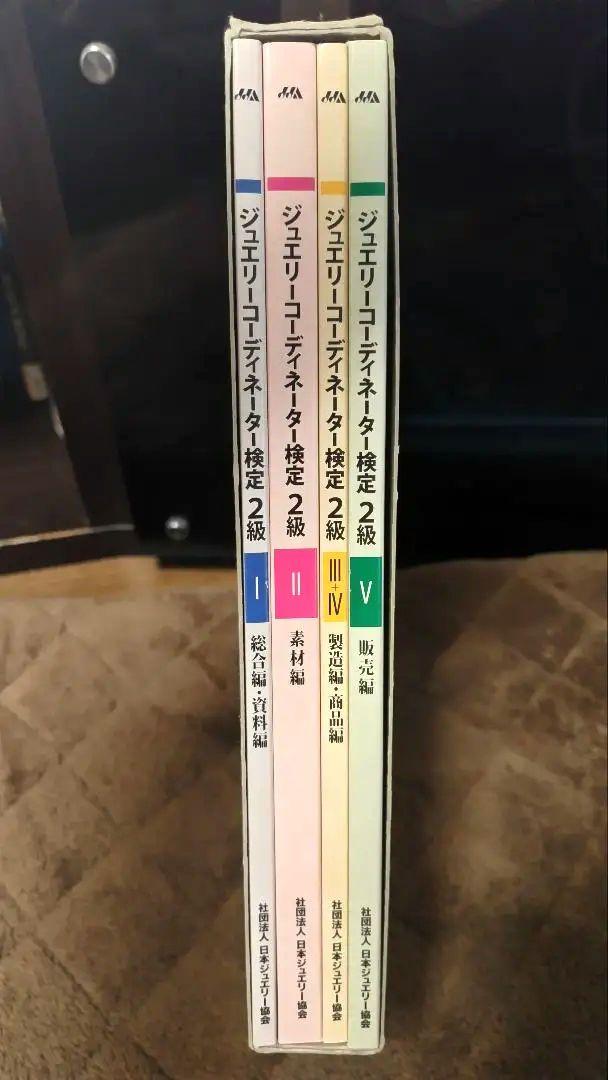 JJA
ジュエリーコーディネーター検定 2級
I
総合編・資料編
社団法人 日本ジュエリー協会
JJA
ジュエリーコーディネーター検定 2級
II
素材編
社団法人 日本ジュエリー協会
JJA
ジュエリーコーディネーター検定 2級
III+IV
製造編・商品編
社団法人 日本ジュエリー協会
JJA
ジュエリーコーディネーター検定 2級
V
販売編
社団法人 日本ジュエリー協会